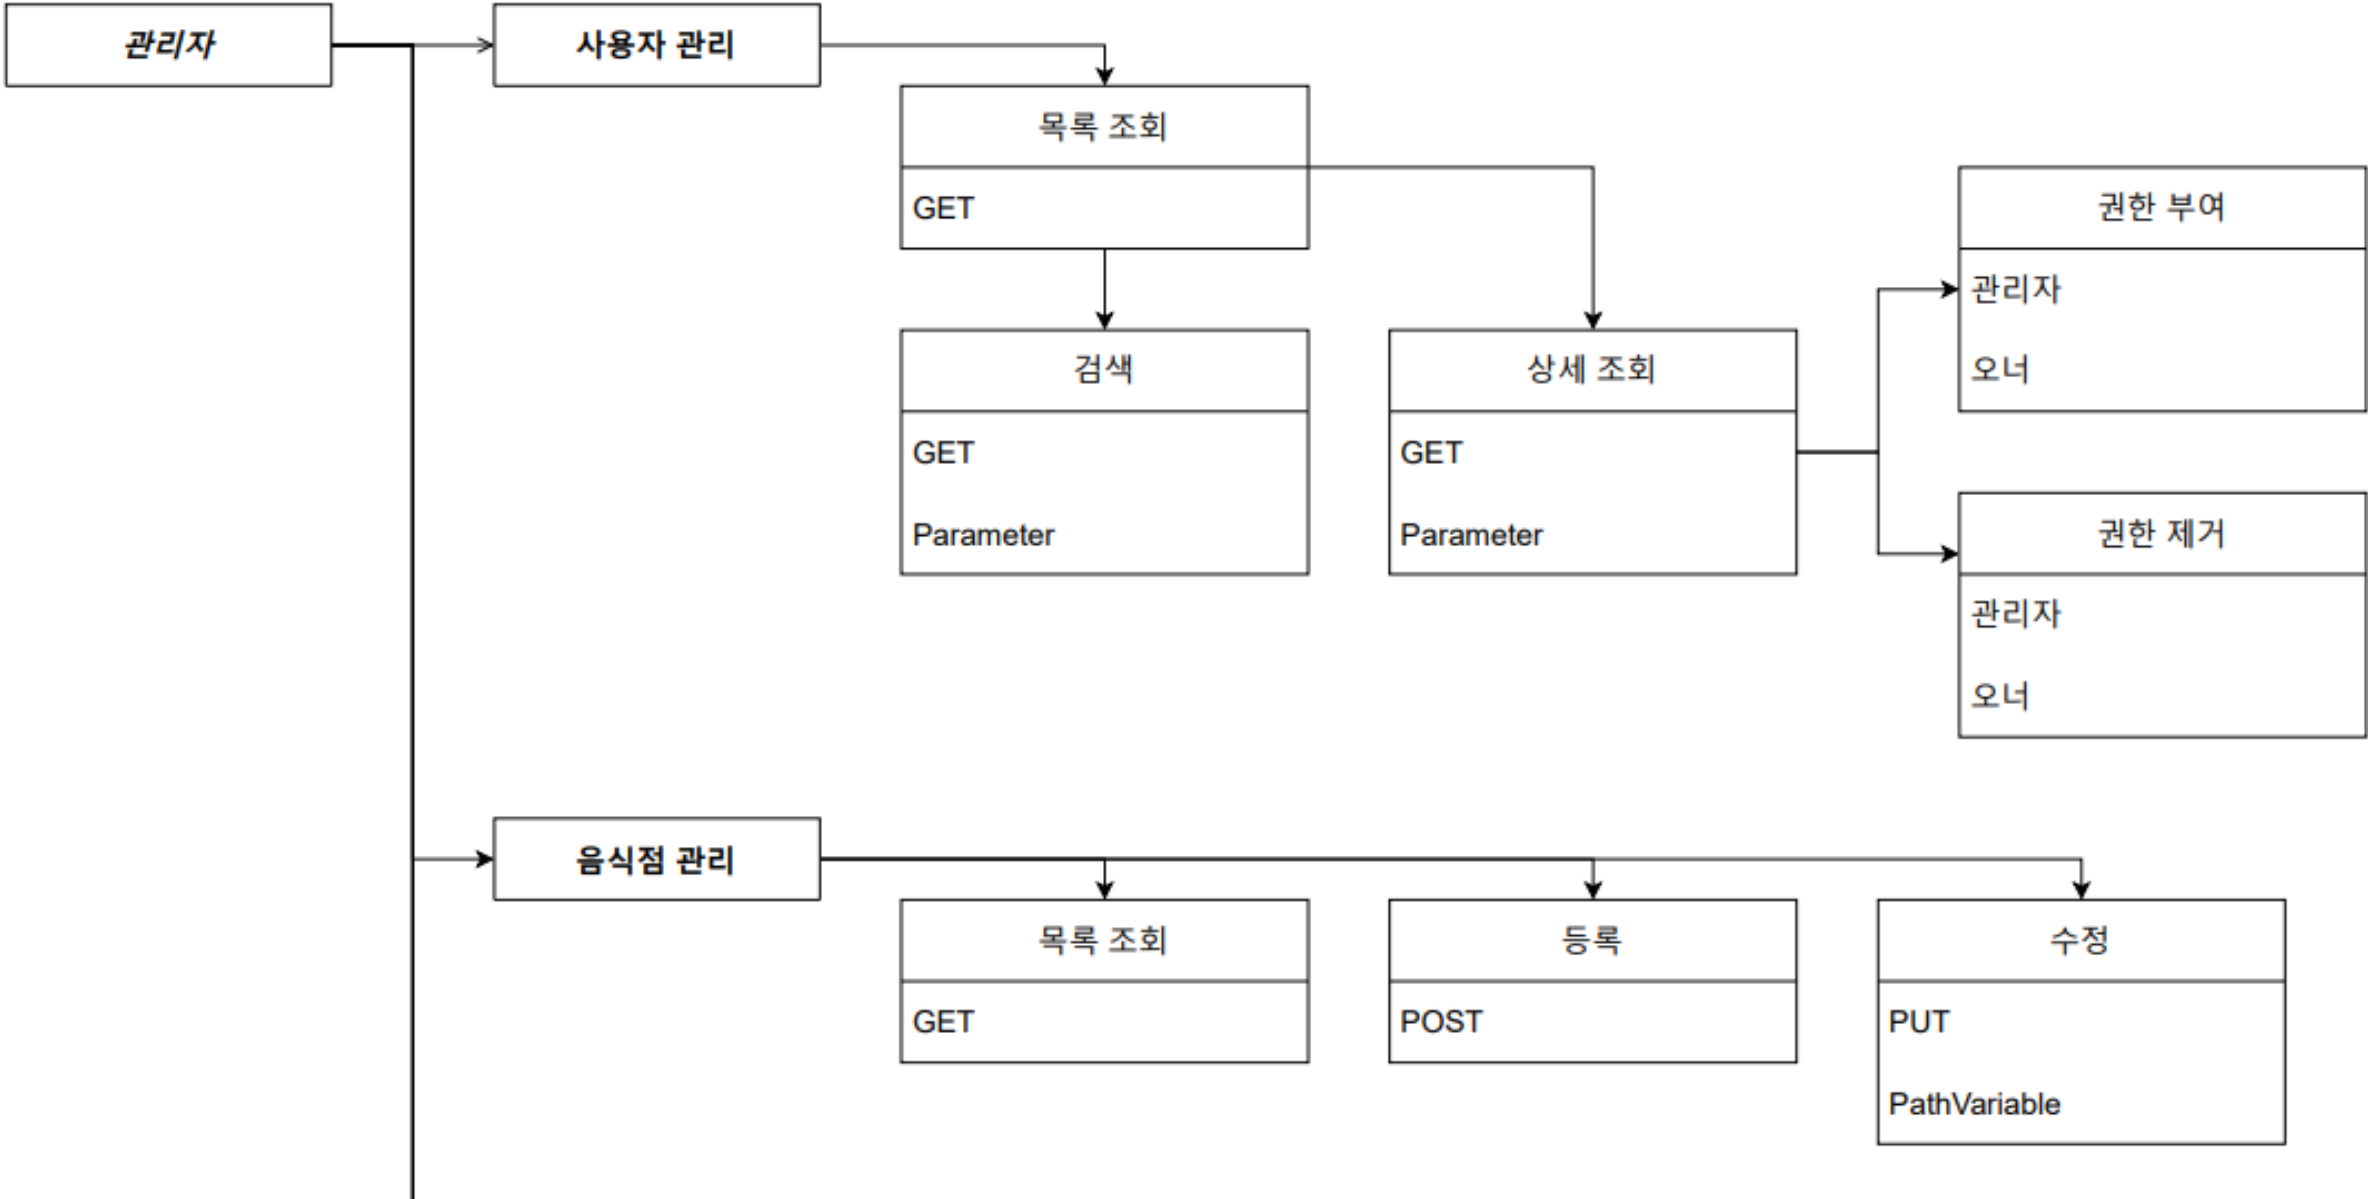 관리자
사용자 관리
목록 조회
GET
검색
GET
Parameter
상세 조회
GET
Parameter
권한 부여
관리자
오너
권한 제거
관리자
오너
음식점 관리
목록 조회
GET
등록
POST
수정
PUT
PathVariable